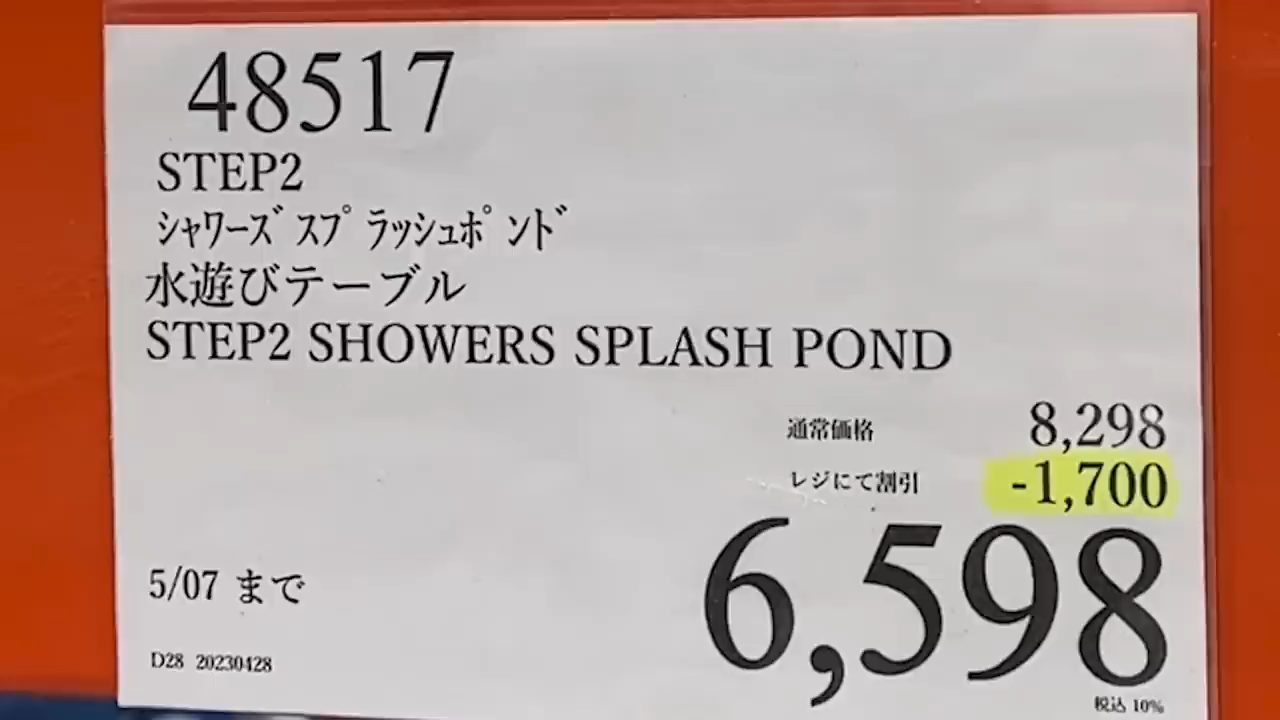 48517
STEP2
シャワーズ スプラッシュポンド
水遊びテーブル
STEP2 SHOWERS SPLASH POND
通常価格 8,298
レジにて割引 -1,700
6,598
5/07 まで
D28 20230428
税込 10%